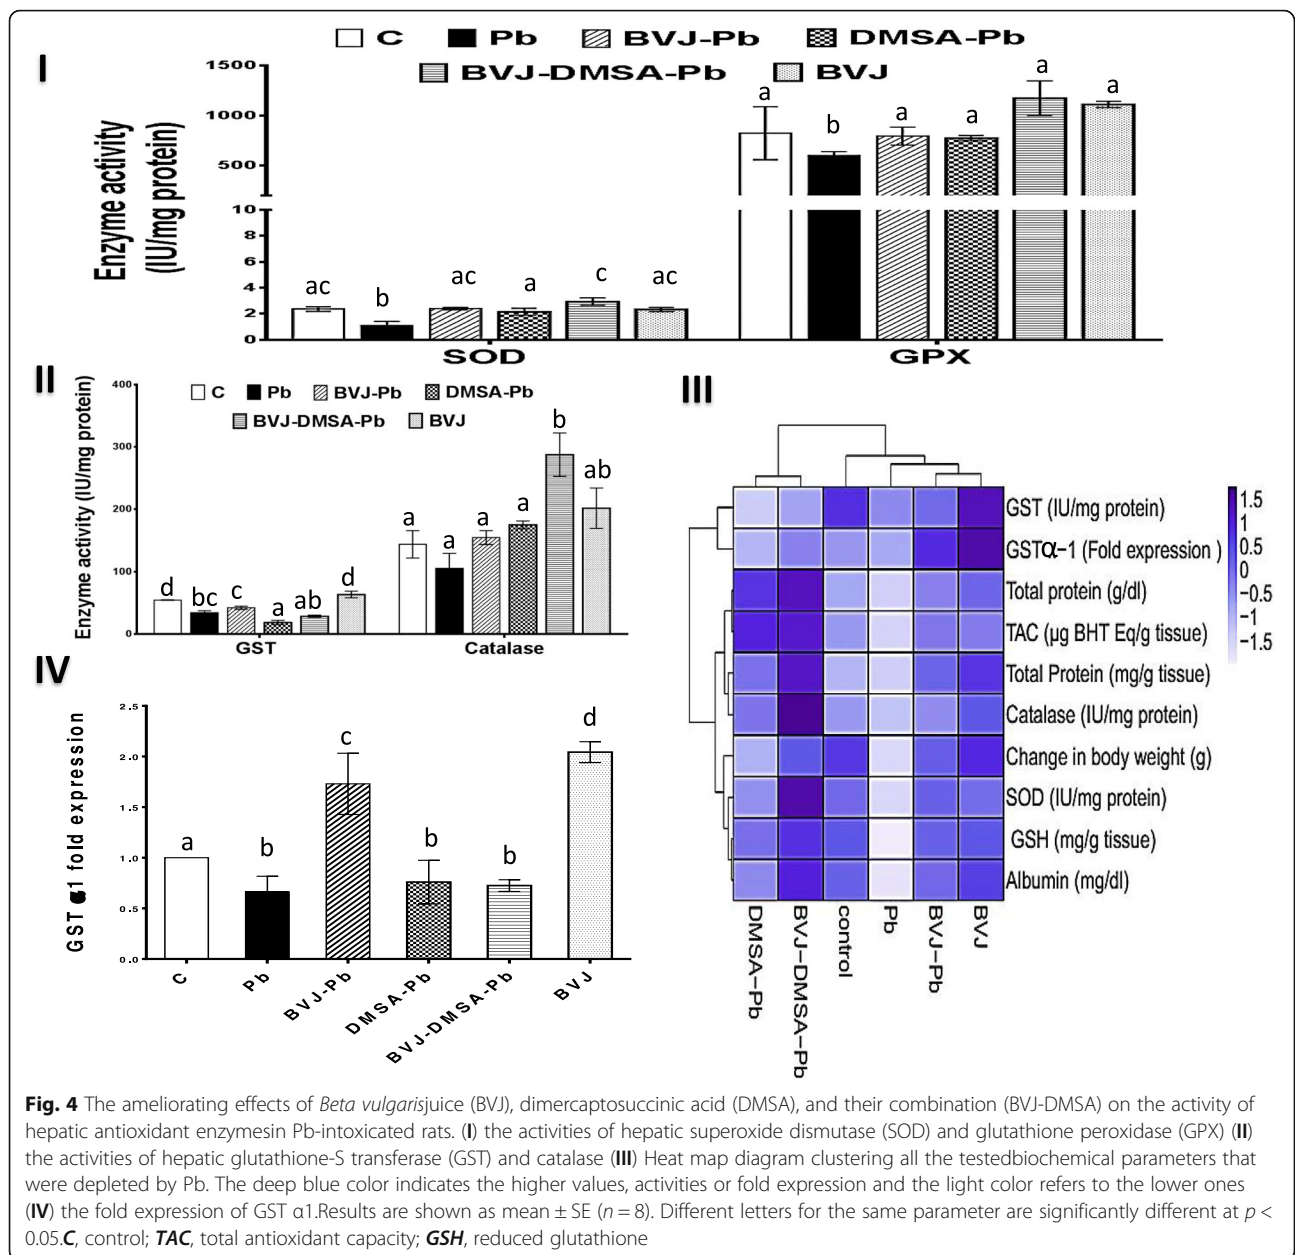 C Pb BVJ-Pb DMSA-Pb
BVJ-DMSA-Pb BVJ
I
Enzyme activity
(IU/mg protein)
1500
1000
500
10
8
6
4
2
0
ac b ac a c ac
a b a a a a
SOD GPX
II
Enzyme activity (IU/mg protein)
C Pb BVJ-Pb DMSA-Pb
BVJ-DMSA-Pb BVJ
400
300
200
100
0
d bc c a ab d
a a a a b ab
GST Catalase
III
GST (IU/mg protein)
GSTα-1 (Fold expression )
Total protein (g/dl)
TAC (µg BHT Eq/g tissue)
Total Protein (mg/g tissue)
Catalase (IU/mg protein)
Change in body weight (g)
SOD (IU/mg protein)
GSH (mg/g tissue)
Albumin (mg/dl)
1.5
1
0.5
0
−0.5
−1
−1.5
DMSA−Pb
BVJ−DMSA−Pb
control
Pb
BVJ−Pb
BVJ
IV
GST α1 fold expression
2.5
2.0
1.5
1.0
0.5
0.0
a b c b b d
C
Pb
BVJ-Pb
DMSA-Pb
BVJ-DMSA-Pb
BVJ
Fig. 4 The ameliorating effects of Beta vulgarisjuice (BVJ), dimercaptosuccinic acid (DMSA), and their combination (BVJ-DMSA) on the activity of
hepatic antioxidant enzymesin Pb-intoxicated rats. (I) the activities of hepatic superoxide dismutase (SOD) and glutathione peroxidase (GPX) (II)
the activities of hepatic glutathione-S transferase (GST) and catalase (III) Heat map diagram clustering all the testedbiochemical parameters that
were depleted by Pb. The deep blue color indicates the higher values, activities or fold expression and the light color refers to the lower ones
(IV) the fold expression of GST α1.Results are shown as mean ± SE (n = 8). Different letters for the same parameter are significantly different at p <
0.05.C, control; TAC, total antioxidant capacity; GSH, reduced glutathione